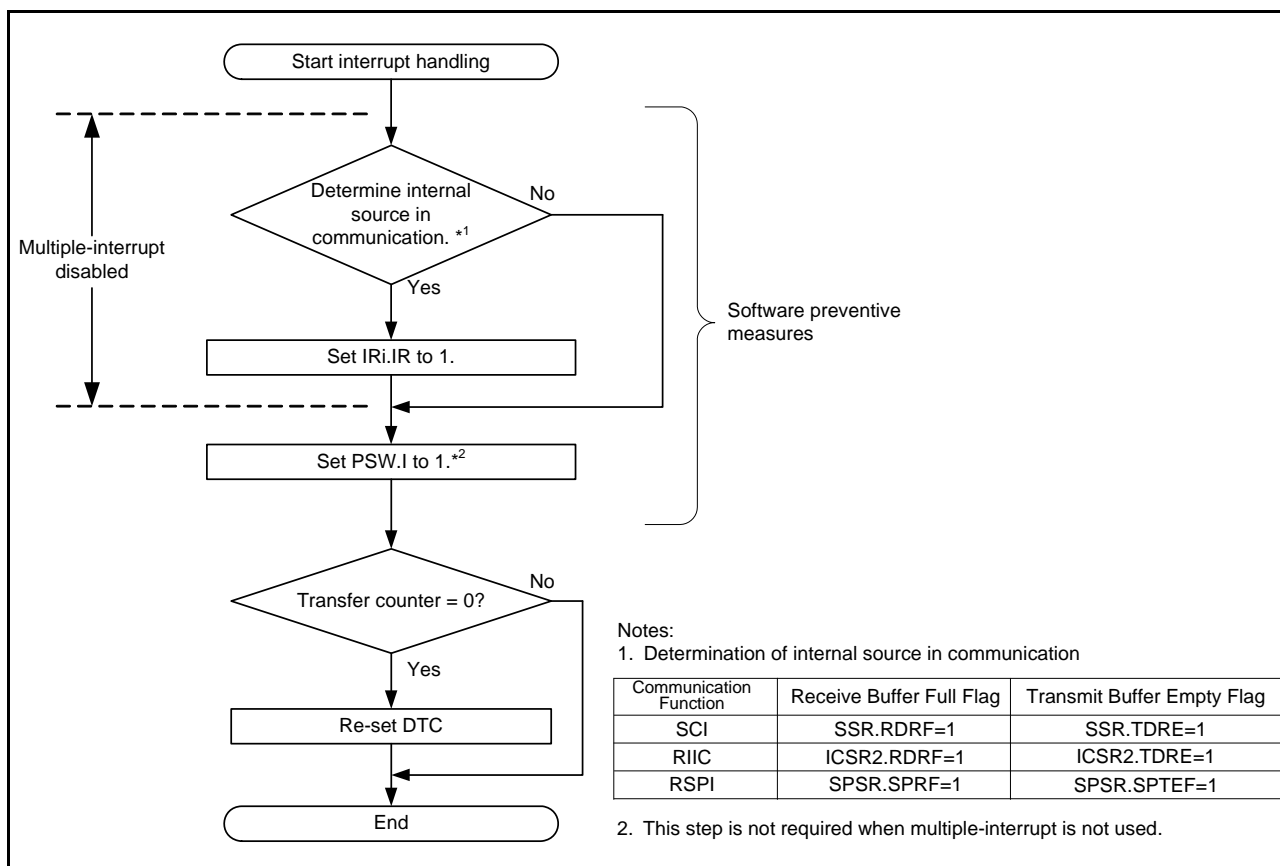 Start interrupt handling
Determine internal
source in
communication. *1
No
Multiple-interrupt
disabled
Yes
Software preventive
measures
Set IRi.IR to 1.
Set PSW.I to 1.*2
Transfer counter = 0?
No
Yes
Re-set DTC
End
Notes:
1. Determination of internal source in communication
Communication
Function
Receive Buffer Full Flag
Transmit Buffer Empty Flag
SCI
SSR.RDRF=1
SSR.TDRE=1
RIIC
ICSR2.RDRF=1
ICSR2.TDRE=1
RSPI
SPSR.SPRF=1
SPSR.SPTEF=1
2. This step is not required when multiple-interrupt is not used.